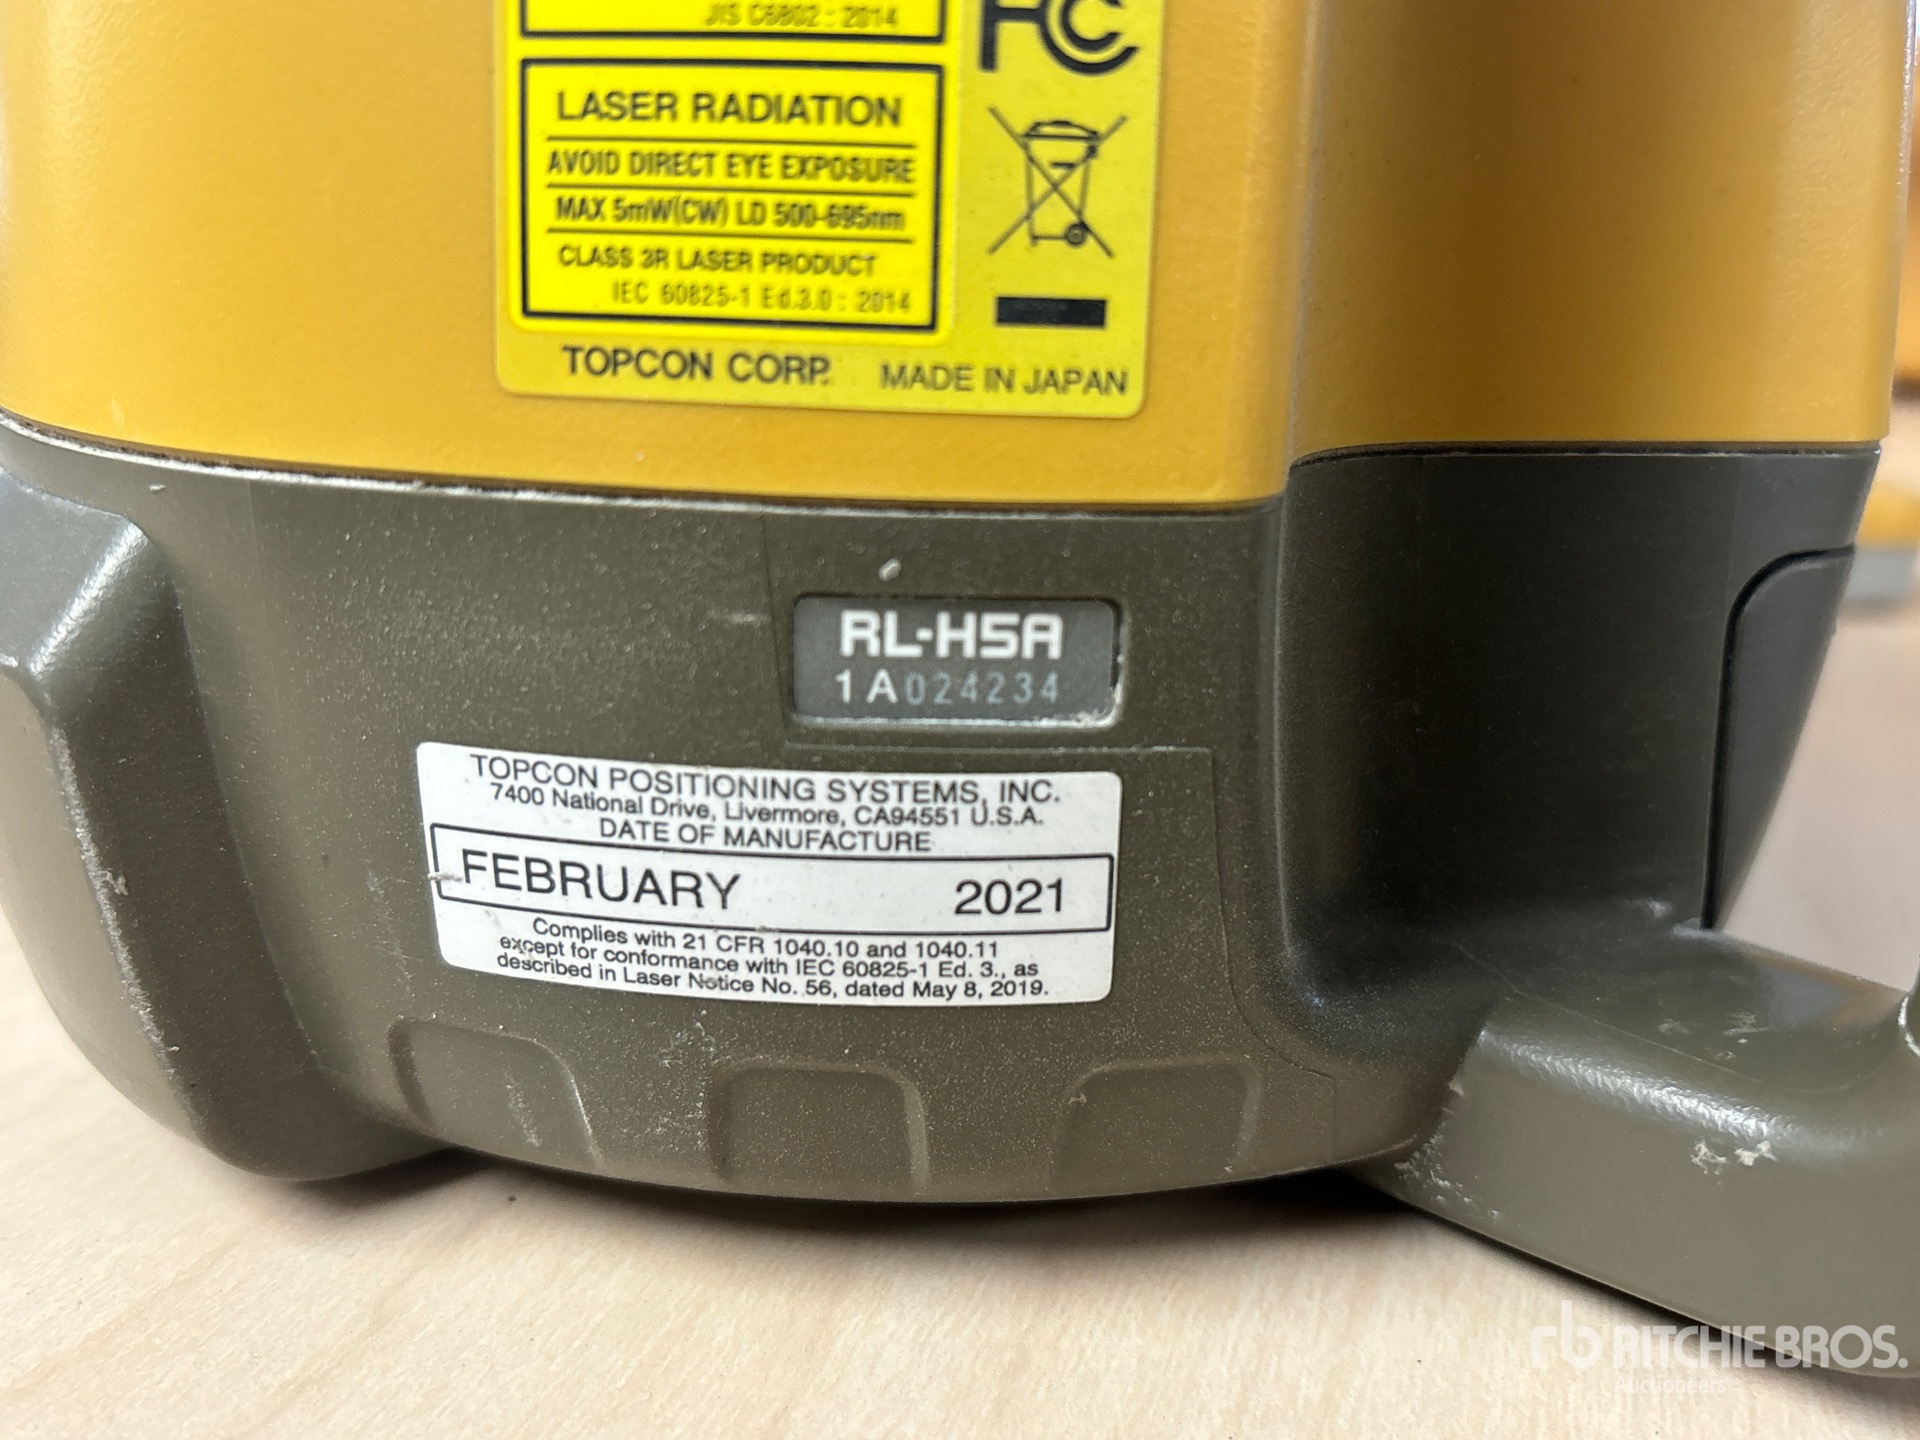 JIS C6802 : 2014
FC
LASER RADIATION
AVOID DIRECT EYE EXPOSURE
MAX 5mW(CW) LD 500-695nm
CLASS 3R LASER PRODUCT
IEC 60825-1 Ed.3.0 : 2014
TOPCON CORP. MADE IN JAPAN
RL-H5A
1A024234
TOPCON POSITIONING SYSTEMS, INC.
7400 National Drive, Livermore, CA94551 U.S.A.
DATE OF MANUFACTURE
FEBRUARY 2021
Complies with 21 CFR 1040.10 and 1040.11
except for conformance with IEC 60825-1 Ed. 3., as
described in Laser Notice No. 56, dated May 8, 2019.
rb RITCHIE BROS.
Auctioneers